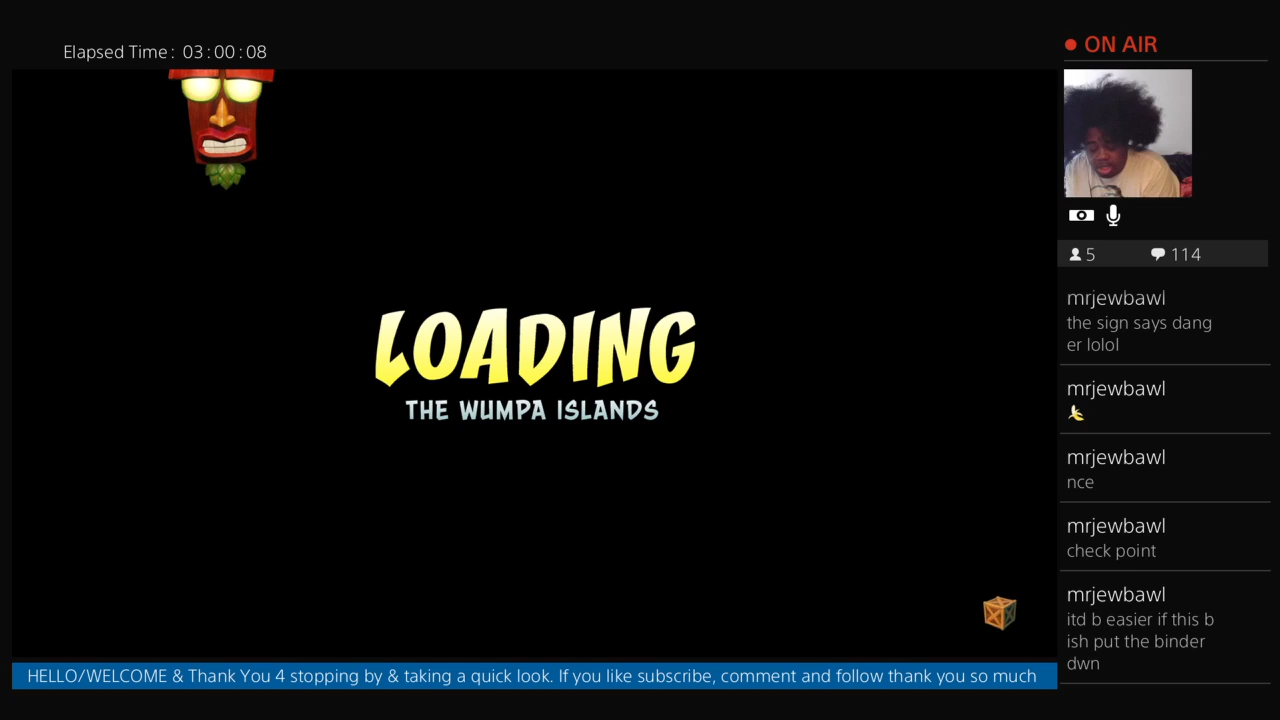 Elapsed Time: 03:00:08
ON AIR
5 114
LOADING
THE WUMPA ISLANDS
mrjewbawl
the sign says dang
er lolol
mrjewbawl
mrjewbawl
nce
mrjewbawl
check point
mrjewbawl
itd b easier if this b
ish put the binder
dwn
HELLO/WELCOME & Thank You 4 stopping by & taking a quick look. If you like subscribe, comment and follow thank you so much